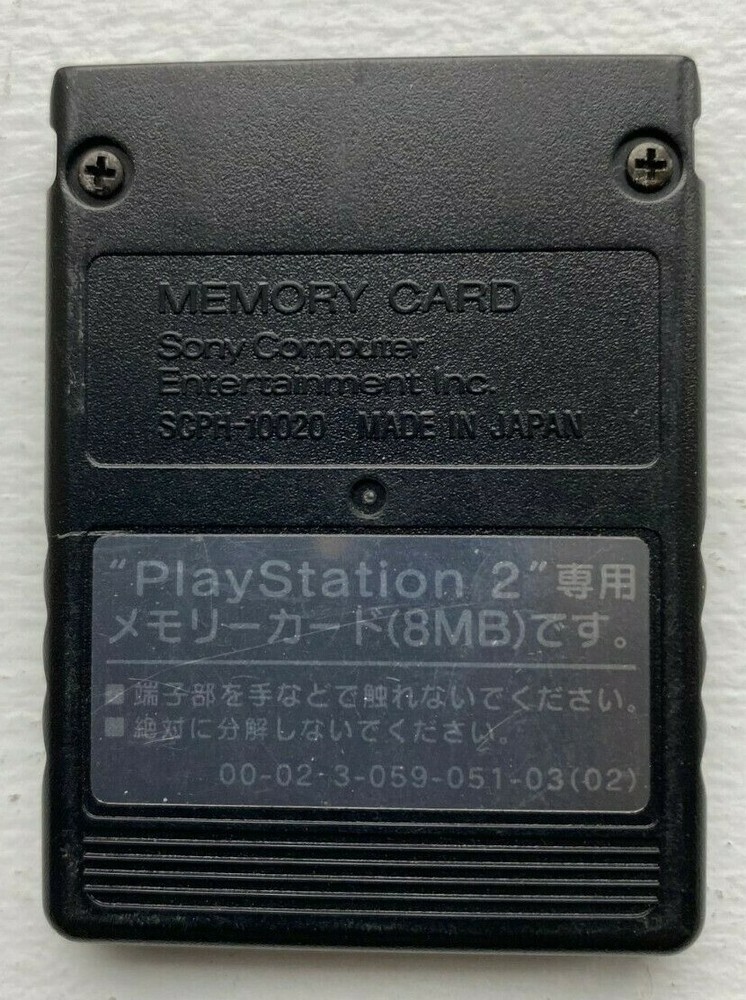 MEMORY CARD
Sony Computer
Entertainment Inc.
SCPH-10020 MADE IN JAPAN
"PlayStation 2"専用
メモリーカード(8MB)です。
■端子部を手などで触れないでください。
■絶対に分解しないでください。
00-02-3-059-051-03(02)